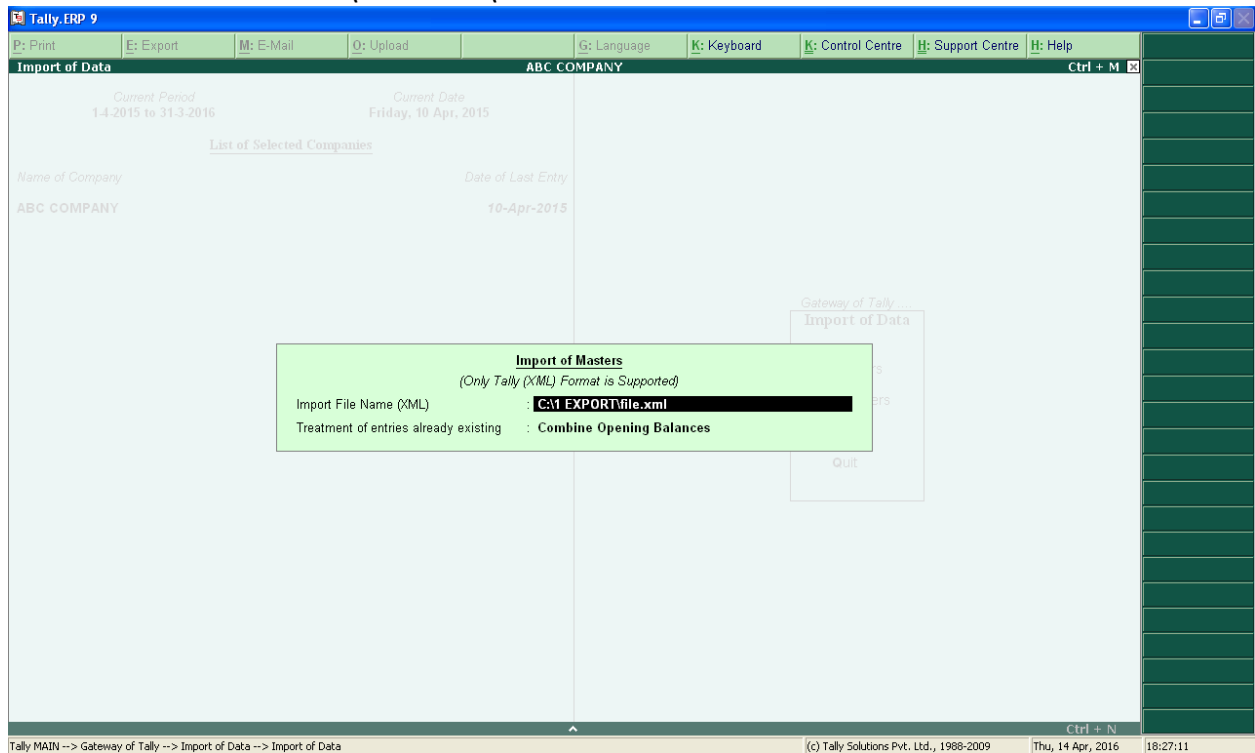 Tally.ERP 9
P: Print E: Export M: E-Mail O: Upload G: Language K: Keyboard K: Control Centre H: Support Centre H: Help
Import of Data ABC COMPANY Ctrl + M
Current Period Current Date
1-4-2015 to 31-3-2016 Friday, 10 Apr, 2015
List of Selected Companies
Name of Company Date of Last Entry
ABC COMPANY 10-Apr-2015
Gateway of Tally ....
Import of Data
Import of Masters
(Only Tally (XML) Format is Supported)
Import File Name (XML) : C:\1 EXPORT\file.xml
Treatment of entries already existing : Combine Opening Balances
Quit
Ctrl + N
Tally MAIN --> Gateway of Tally --> Import of Data --> Import of Data (c) Tally Solutions Pvt. Ltd., 1988-2009 Thu, 14 Apr, 2016 18:27:11